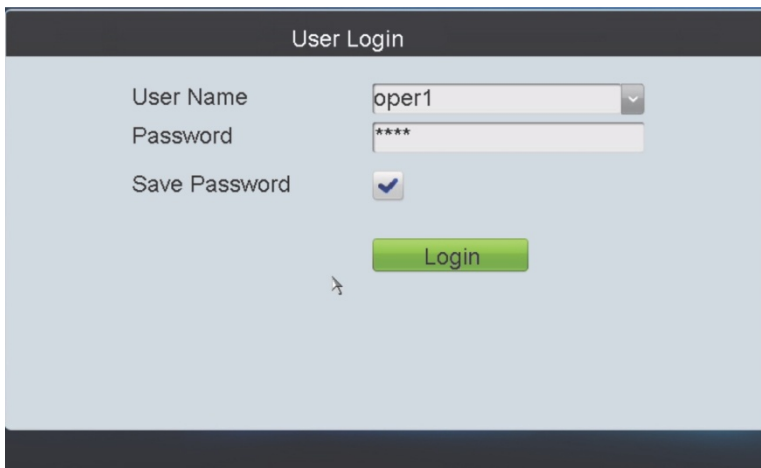 User Login
User Name
oper1
Password
****
Save Password
Login